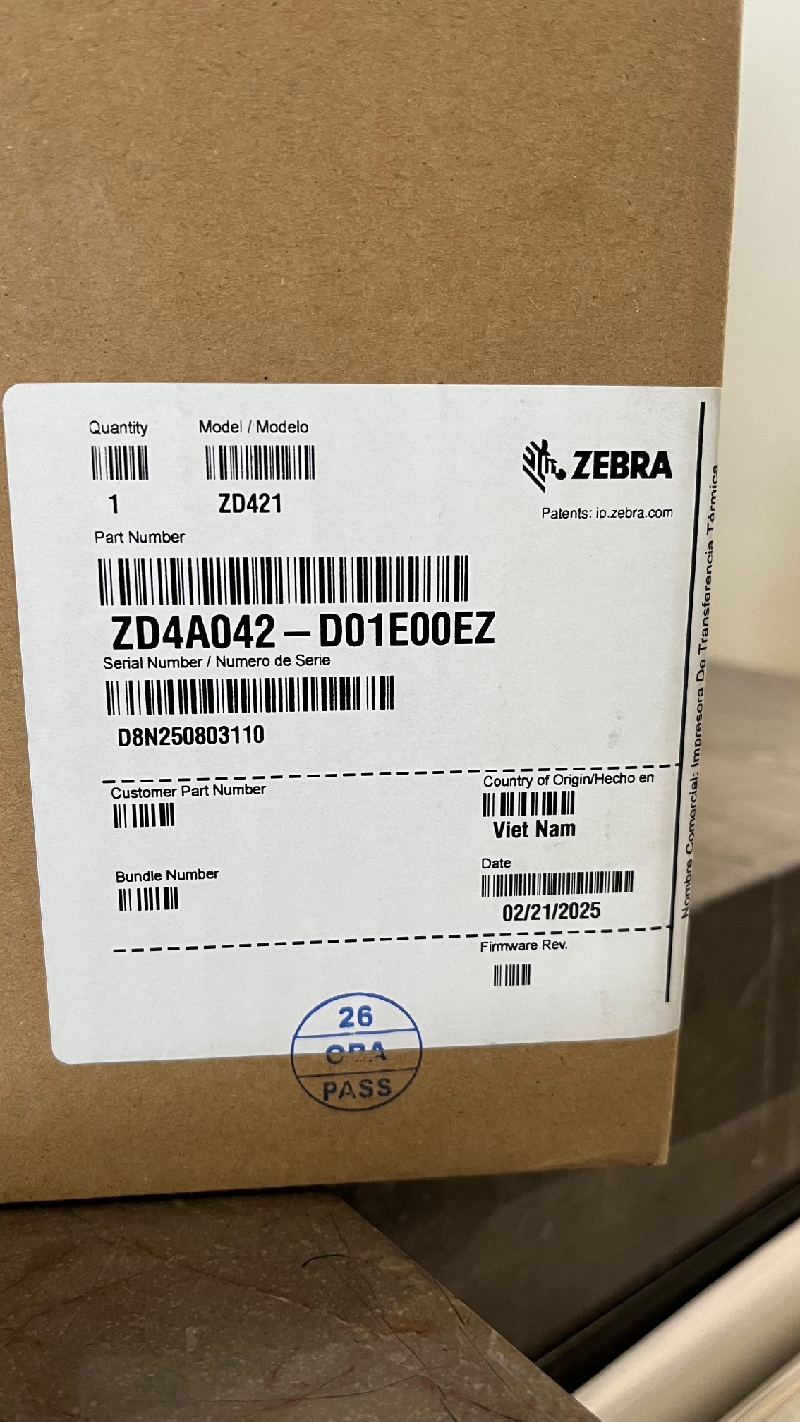 Quantity
Model / Modelo
1
ZD421
ZEBRA
Patents: ip.zebra.com
Part Number
ZD4A042 – D01E00EZ
Serial Number / Numero de Serie
D8N250803110
Customer Part Number
Country of Origin/Hecho en
Viet Nam
Bundle Number
Date
02/21/2025
Firmware Rev.
Nombre Comercial: Impresora De Transferencia Térmica
26
PASS